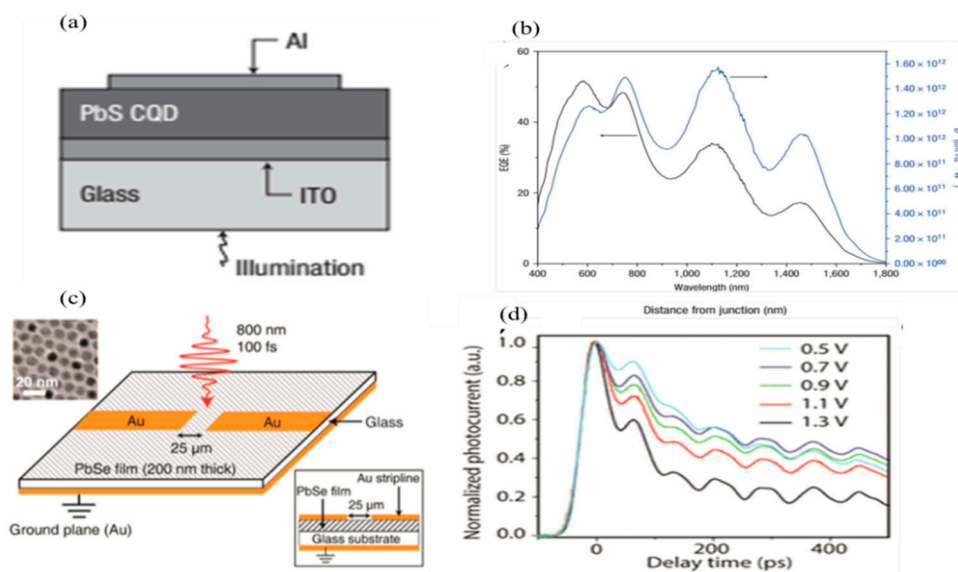 (a)
Al
PbS CQD
Glass
ITO
Illumination
(b)
60
40
20
0
EQE (%)
400 600 800 1,000 1,200 1,400 1,600 1,800
Wavelength (nm)
1.60 × 10¹²
1.40 × 10¹²
1.20 × 10¹²
1.00 × 10¹²
8.00 × 10¹¹
6.00 × 10¹¹
4.00 × 10¹¹
2.00 × 10¹¹
0.00 × 10⁰⁰
(c)
20 nm
800 nm
100 fs
Au
Au
25 μm
Glass
PbSe film (200 nm thick)
Ground plane (Au)
Au stripline
PbSe film
25 μm
Glass substrate
Distance from junction (nm)
(d)
Normalized photocurrent (a.u.)
1.0
0.8
0.6
0.4
0.2
0.0
0.5 V
0.7 V
0.9 V
1.1 V
1.3 V
0 200 400
Delay time (ps)